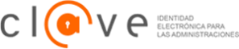 cl@ve
IDENTIDAD
ELECTRÓNICA PARA
LAS ADMINISTRACIONES